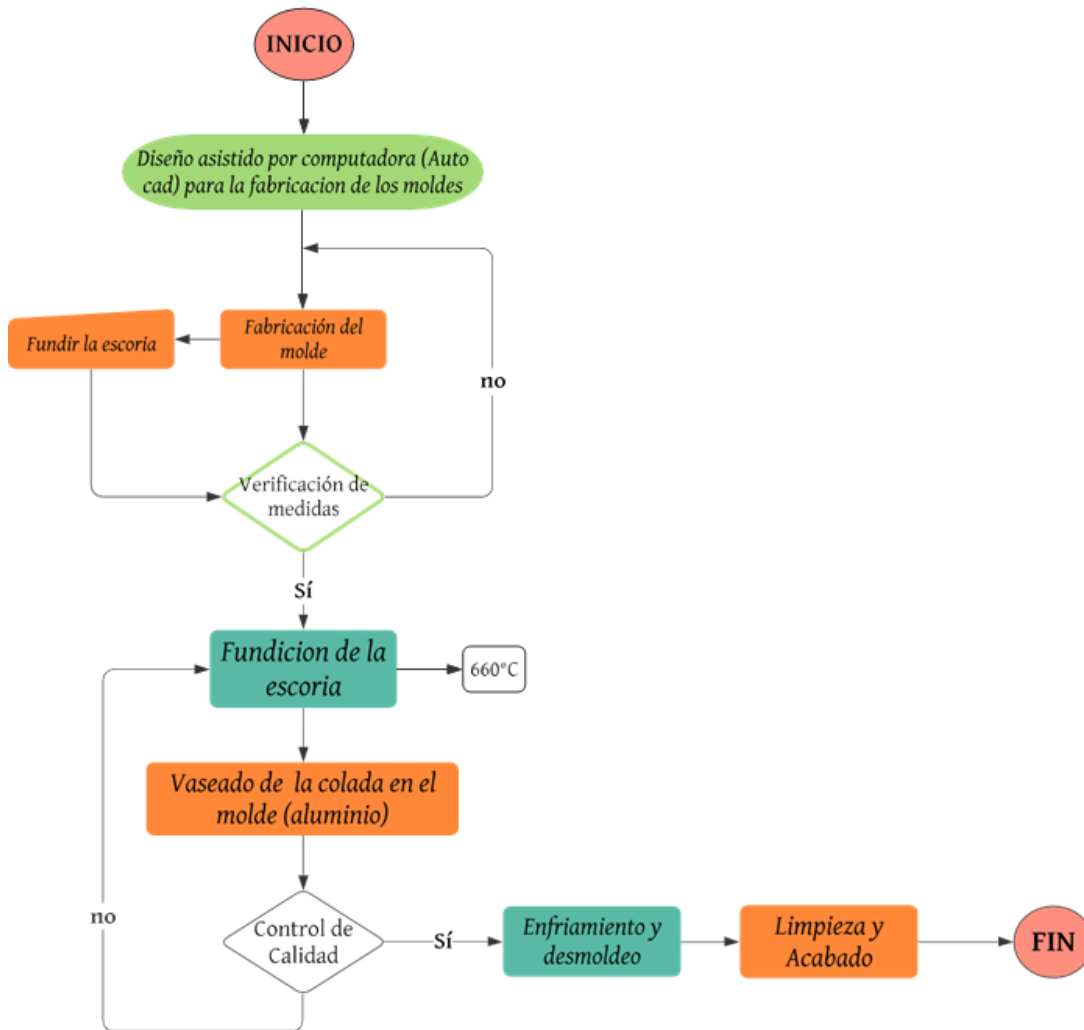 INICIO
Diseño asistido por computadora (Auto
cad) para la fabricacion de los moldes
Fundir la escoria
Fabricación del
molde
no
Verificación de
medidas
Sí
Fundicion de la
escoria
660°C
Vaseado de la colada en el
molde (aluminio)
no
Control de
Calidad
Sí
Enfriamiento y
desmoldeo
Limpieza y
Acabado
FIN